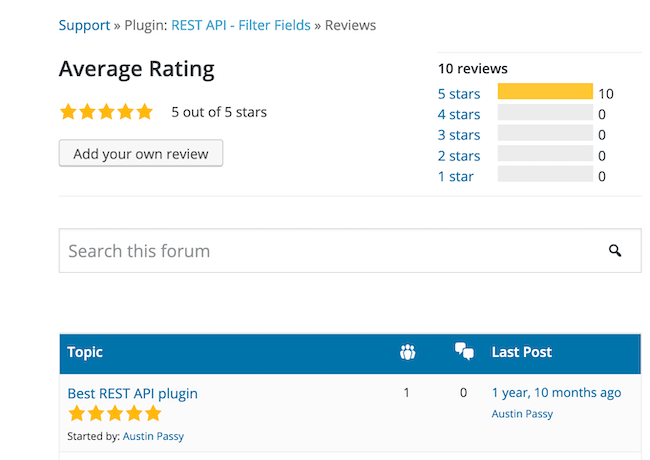 Support » Plugin: REST API - Filter Fields » Reviews
Average Rating
5 out of 5 stars
Add your own review
10 reviews
5 stars 10
4 stars 0
3 stars 0
2 stars 0
1 star 0
Search this forum
Topic Last Post
Best REST API plugin 1 0 1 year, 10 months ago
Austin Passy
Started by: Austin Passy